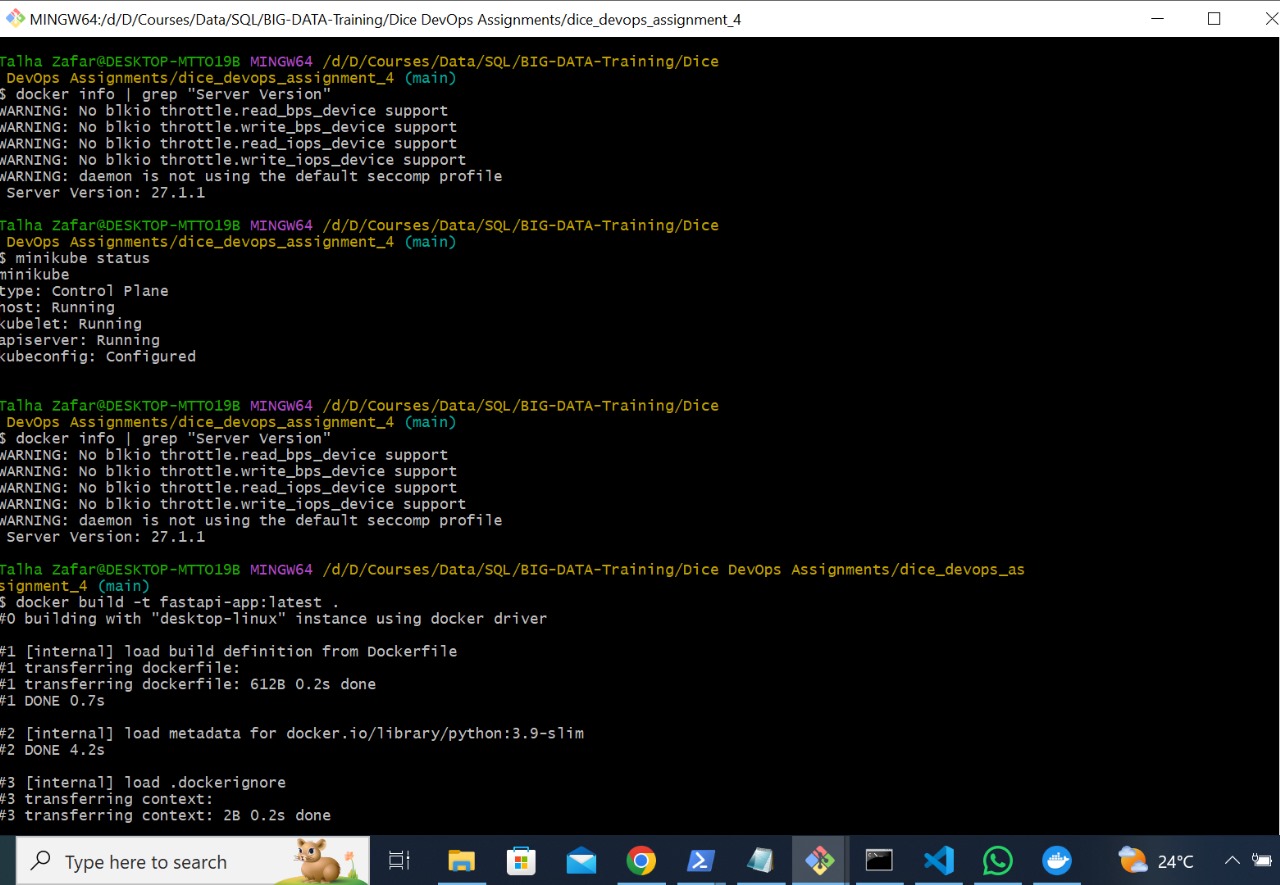 MINGW64:/d/D/Courses/Data/SQL/BIG-DATA-Training/Dice DevOps Assignments/dice_devops_assignment_4
Talha Zafar@DESKTOP-MTTO19B MINGW64 /d/D/Courses/Data/SQL/BIG-DATA-Training/Dice
DevOps Assignments/dice_devops_assignment_4 (main)
$ docker info | grep "Server Version"
WARNING: No blkio throttle.read_bps_device support
WARNING: No blkio throttle.write_bps_device support
WARNING: No blkio throttle.read_iops_device support
WARNING: No blkio throttle.write_iops_device support
WARNING: daemon is not using the default seccomp profile
Server Version: 27.1.1
Talha Zafar@DESKTOP-MTTO19B MINGW64 /d/D/Courses/Data/SQL/BIG-DATA-Training/Dice
DevOps Assignments/dice_devops_assignment_4 (main)
$ minikube status
minikube
type: Control Plane
host: Running
kubelet: Running
apiserver: Running
kubeconfig: Configured
Talha Zafar@DESKTOP-MTTO19B MINGW64 /d/D/Courses/Data/SQL/BIG-DATA-Training/Dice
DevOps Assignments/dice_devops_assignment_4 (main)
$ docker info | grep "Server Version"
WARNING: No blkio throttle.read_bps_device support
WARNING: No blkio throttle.write_bps_device support
WARNING: No blkio throttle.read_iops_device support
WARNING: No blkio throttle.write_iops_device support
WARNING: daemon is not using the default seccomp profile
Server Version: 27.1.1
Talha Zafar@DESKTOP-MTTO19B MINGW64 /d/D/Courses/Data/SQL/BIG-DATA-Training/Dice DevOps Assignments/dice_devops_as
signment_4 (main)
$ docker build -t fastapi-app:latest .
#0 building with "desktop-linux" instance using docker driver
#1 [internal] load build definition from Dockerfile
#1 transferring dockerfile:
#1 transferring dockerfile: 612B 0.2s done
#1 DONE 0.7s
#2 [internal] load metadata for docker.io/library/python:3.9-slim
#2 DONE 4.2s
#3 [internal] load .dockerignore
#3 transferring context:
#3 transferring context: 2B 0.2s done
Type here to search
24°C